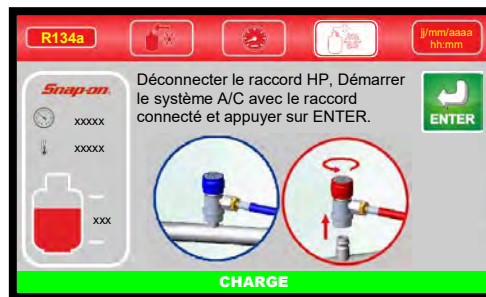 R134a
jj/mm/aaaa
hh:mm
Snap-on
xxxxx
xxxxx
xxx
Déconnecter le raccord HP, Démarrer
le système A/C avec le raccord
connecté et appuyer sur ENTER.
ENTER
CHARGE